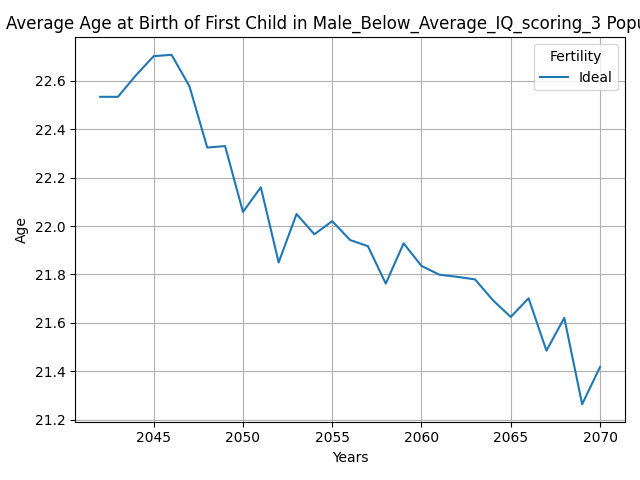 Average Age at Birth of First Child in Male_Below_Average_IQ_scoring_3
Fertility
Ideal
22.6
22.4
22.2
22.0
21.8
21.6
21.4
21.2
Age
2045 2050 2055 2060 2065 2070
Years